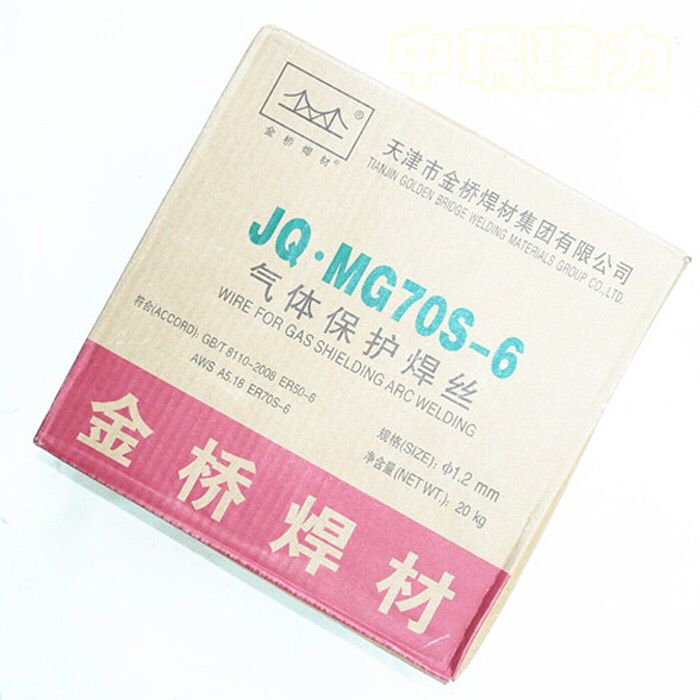 中瑞建力
®
金桥焊材®
天津市金桥焊材集团有限公司
TIANJIN GOLDEN BRIDGE WELDING MATERIALS GROUP CO.,LTD.
JQ·MG70S-6
气体保护焊丝
WIRE FOR GAS SHIELDING ARC WELDING
符合(ACCORD): GB/T 8110-2008 ER50-6
AWS A5.18 ER70S-6
规格(SIZE): Φ1.2 mm
净含量(NETWT.): 20 kg
金桥焊材